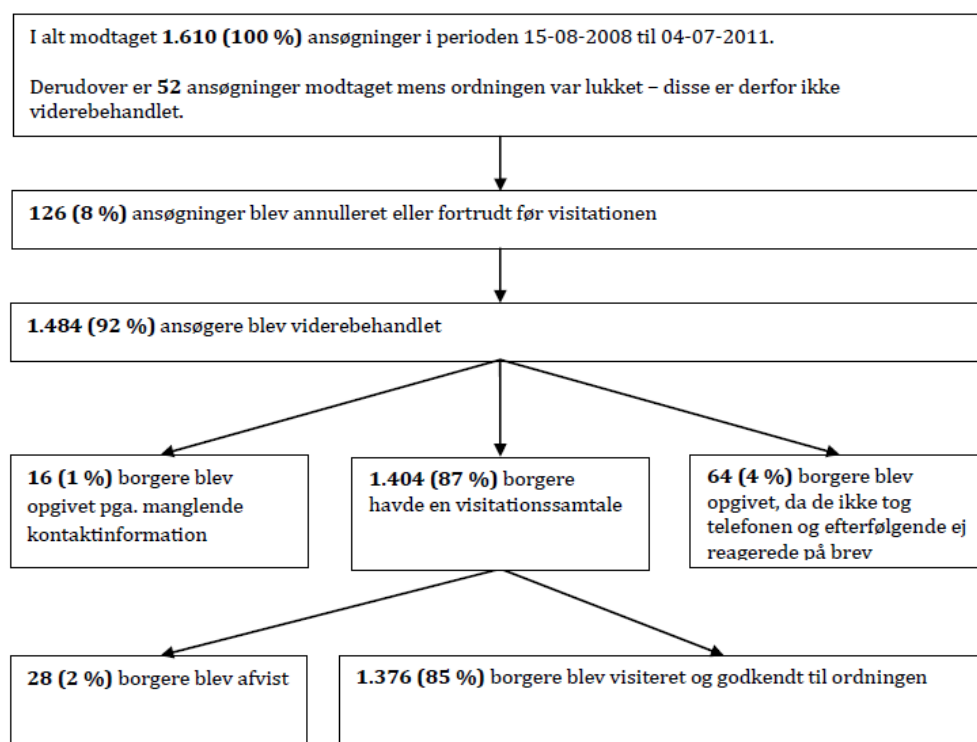 I alt modtaget 1.610 (100 %) ansøgninger i perioden 15-08-2008 til 04-07-2011.
Derudover er 52 ansøgninger modtaget mens ordningen var lukket – disse er derfor ikke
viderebehandlet.
126 (8 %) ansøgninger blev annulleret eller fortrudt før visitationen
1.484 (92 %) ansøgere blev viderebehandlet
16 (1 %) borgere blev
opgivet pga. manglende
kontaktinformation
1.404 (87 %) borgere
havde en visitationssamtale
64 (4 %) borgere blev
opgivet, da de ikke tog
telefonen og efterfølgende ej
reagerede på brev
28 (2 %) borgere blev afvist
1.376 (85 %) borgere blev visiteret og godkendt til ordningen